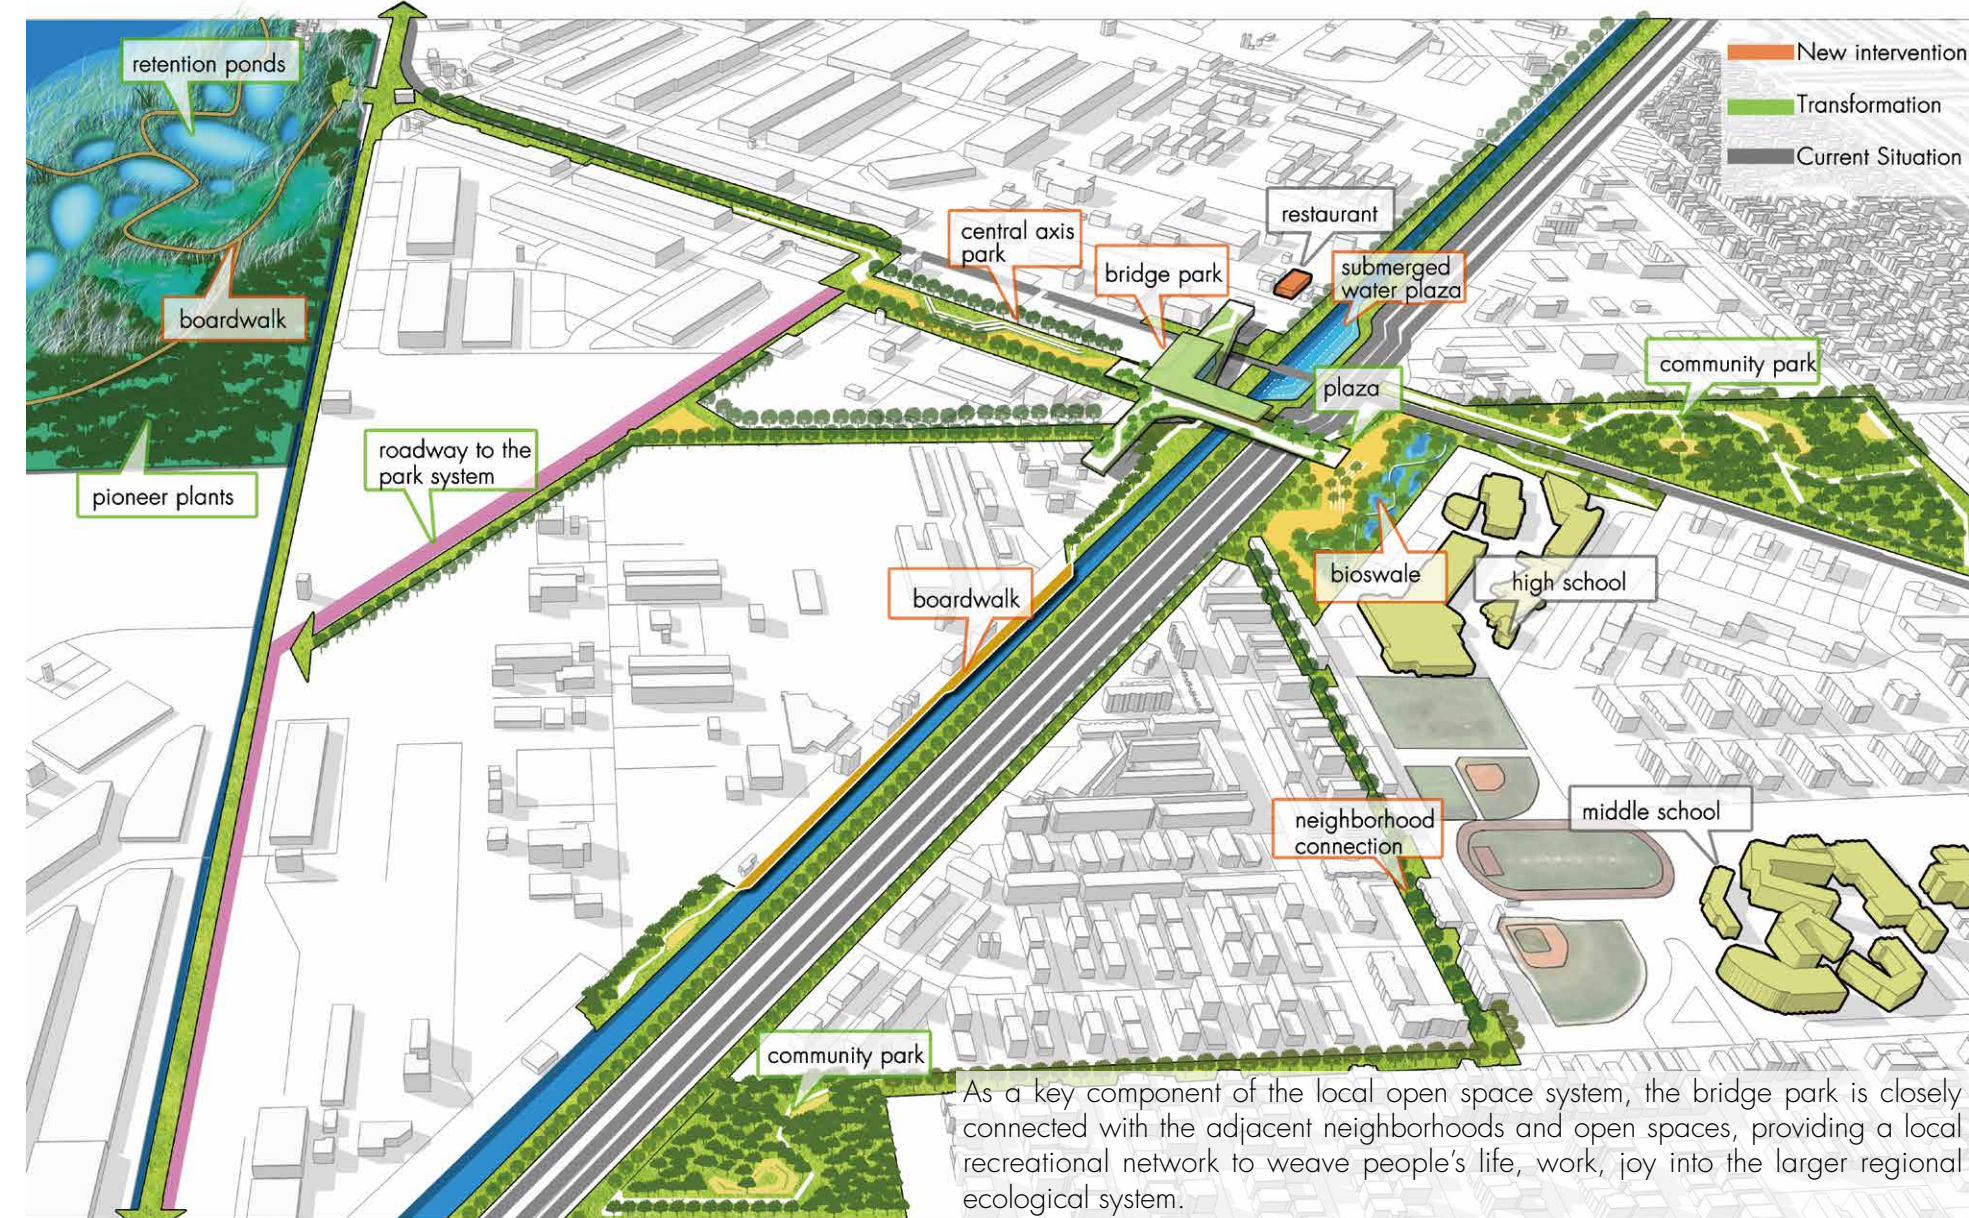 retention ponds
New intervention
Transformation
Current Situation
restaurant
central axis
park
bridge park
submerged
water plaza
boardwalk
community park
plaza
roadway to the
park system
pioneer plants
bioswale
high school
boardwalk
neighborhood
connection
middle school
community park
As a key component of the local open space system, the bridge park is closely
connected with the adjacent neighborhoods and open spaces, providing a local
recreational network to weave people's life, work, joy into the larger regional
ecological system.